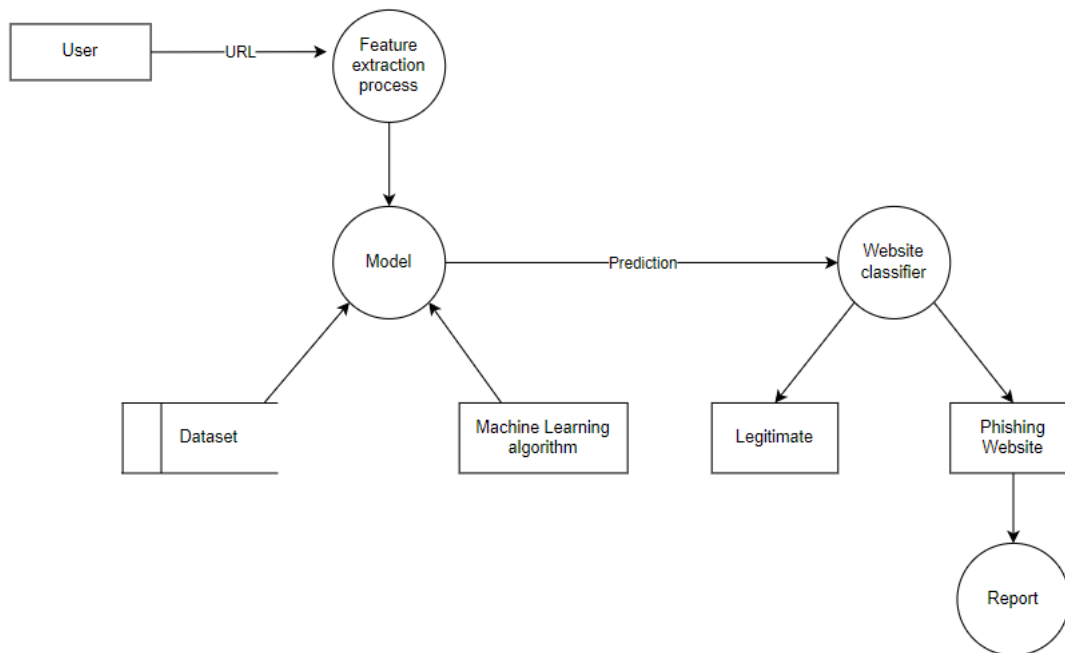 User
URL
Feature
extraction
process
Model
Prediction
Website
classifier
Dataset
Machine Learning
algorithm
Legitimate
Phishing
Website
Report